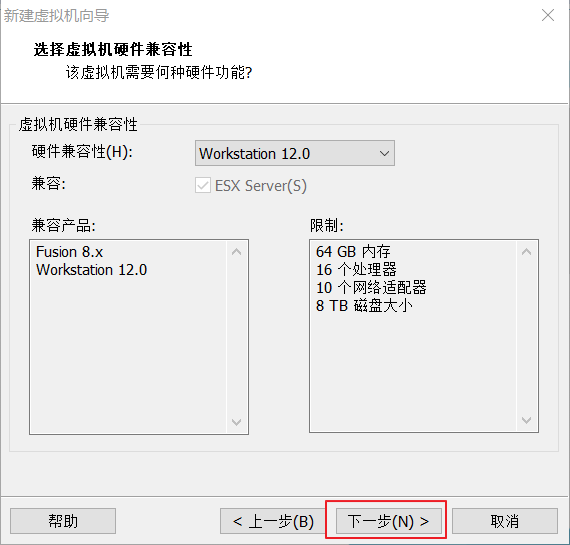 新建虚拟机向导
选择虚拟机硬件兼容性
该虚拟机需要何种硬件功能?
虚拟机硬件兼容性
硬件兼容性(H): Workstation 12.0
兼容: ESX Server(S)
兼容产品:
Fusion 8.x
Workstation 12.0
限制:
64 GB 内存
16 个处理器
10 个网络适配器
8 TB 磁盘大小
帮助 < 上一步(B) 下一步(N) > 取消